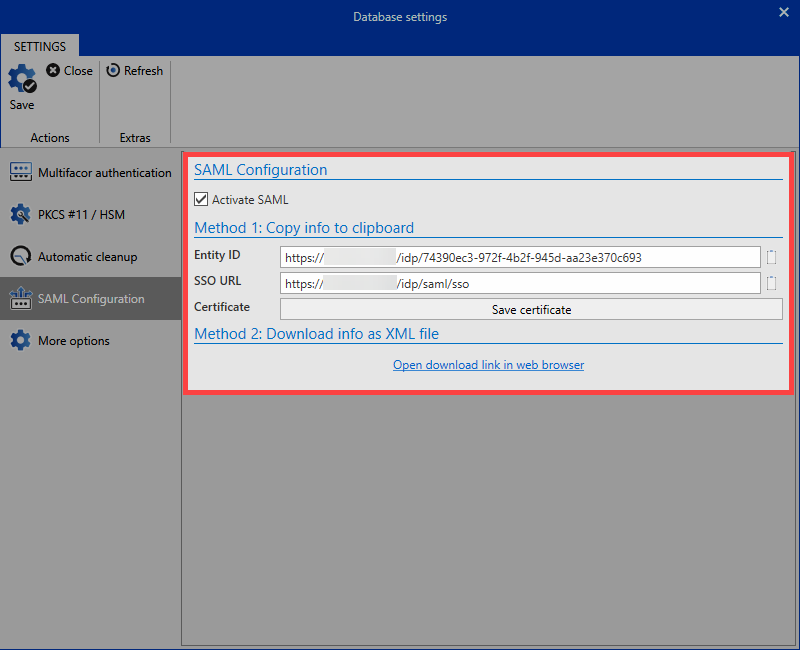 Database settings
SETTINGS
Close
Refresh
Save
Actions
Extras
Multifacor authentication
PKCS #11 / HSM
Automatic cleanup
SAML Configuration
More options
SAML Configuration
Activate SAML
Method 1: Copy info to clipboard
Entity ID
https:// /idp/74390ec3-972f-4b2f-945d-aa23e370c693
SSO URL
https:// /idp/saml/sso
Certificate
Save certificate
Method 2: Download info as XML file
Open download link in web browser